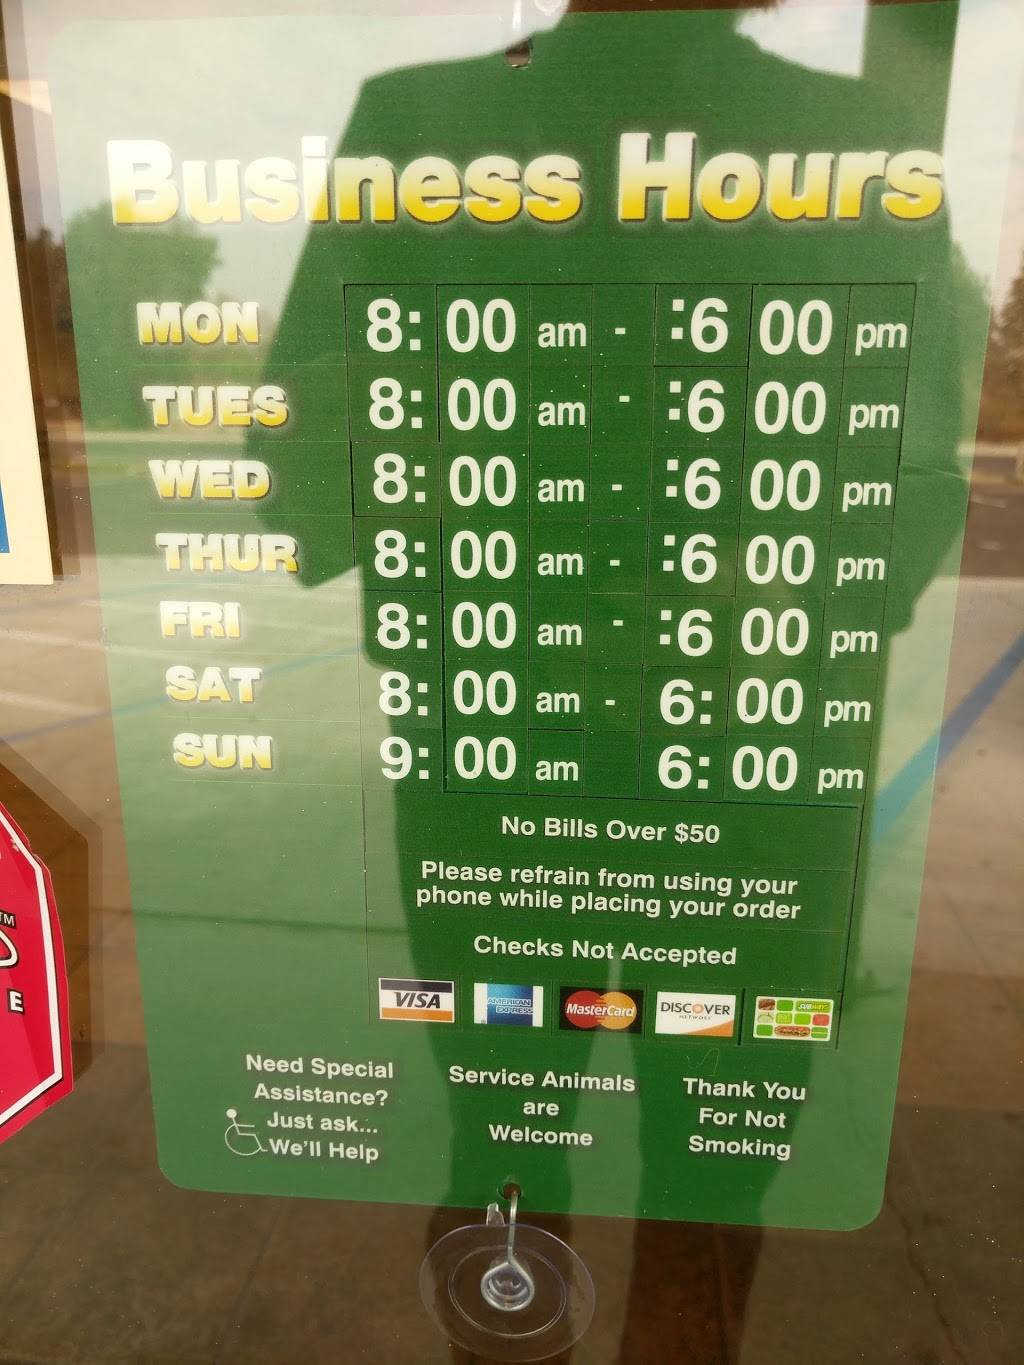 Business Hours
MON 8: 00 am - :6 00 pm
TUES 8: 00 am - :6 00 pm
WED 8: 00 am - :6 00 pm
THUR 8: 00 am - :6 00 pm
FRI 8: 00 am - :6 00 pm
SAT 8: 00 am - 6: 00 pm
SUN 9: 00 am 6: 00 pm
No Bills Over $50
Please refrain from using your
phone while placing your order
Checks Not Accepted
VISA
AMERICAN
EXPRESS
MasterCard
DISCOVER
NETWORK
SUBWAY
Need Special
Assistance?
Just ask...
We'll Help
Service Animals
are
Welcome
Thank You
For Not
Smoking
TM
E